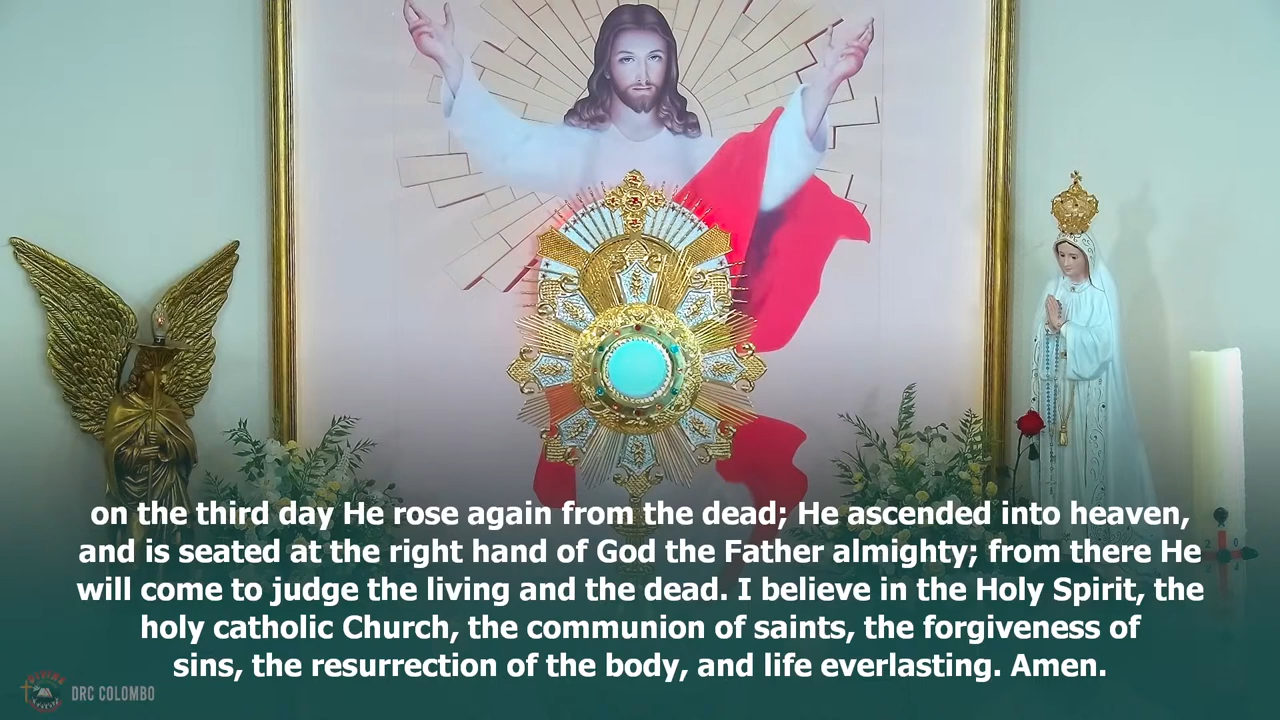 on the third day He rose again from the dead; He ascended into heaven,
and is seated at the right hand of God the Father almighty; from there He
will come to judge the living and the dead. I believe in the Holy Spirit, the
holy catholic Church, the communion of saints, the forgiveness of
sins, the resurrection of the body, and life everlasting. Amen.
DIVINE
DRC COLOMBO